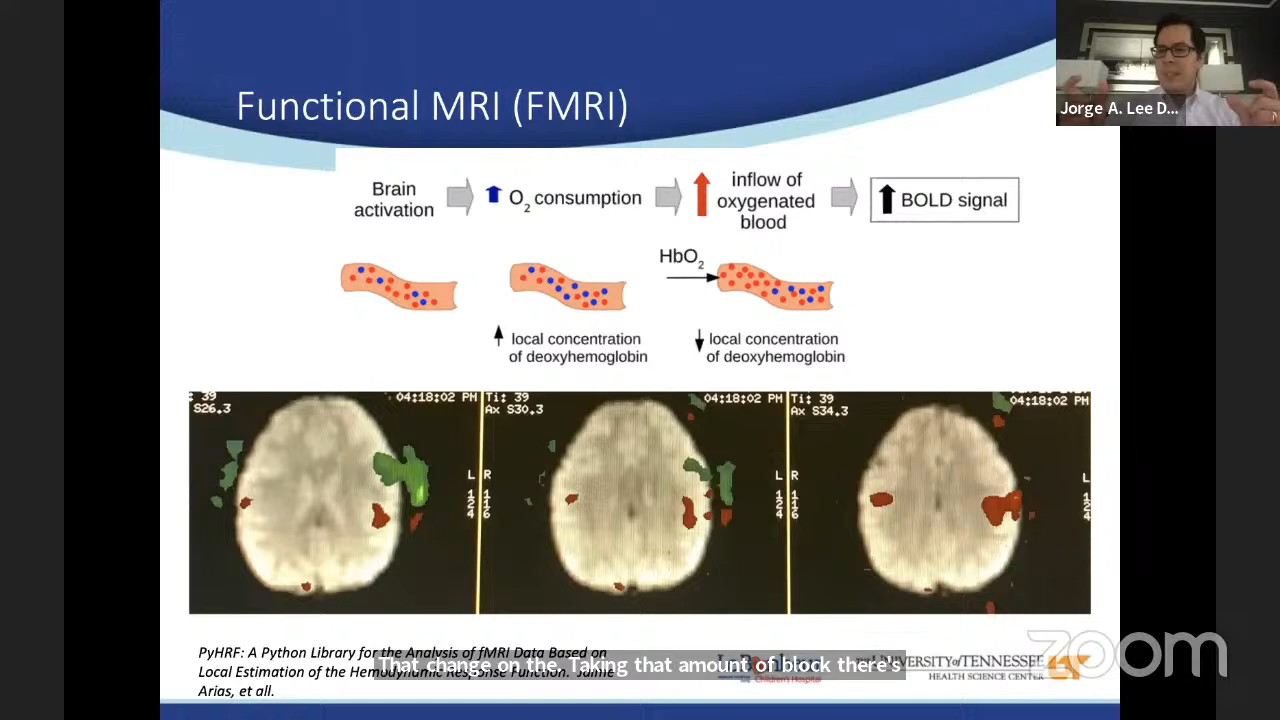 Functional MRI (FMRI)
Jorge A. Lee D...
Brain
activation
O2 consumption
inflow of
oxygenated
blood
BOLD signal
HbO2
local concentration
of deoxyhemoglobin
local concentration
of deoxyhemoglobin
: 39
04:18:02 PM
S26.3
Ti: 39
04:18:02 PM
Ax S30.3
Ti: 39
04:18:02 PM
Ax S34.3
L R
L R
L
PyHRF: A Python Library for the Analysis of fMRI Data Based on
Local Estimation of the Hemodynamic Response Function. Jaime
Arias, et all.
That change on the. Taking that amount of block there's
Le Bonheur
Children's Hospital
UNIVERSITY of TENNESSEE
HEALTH SCIENCE CENTER
zoom